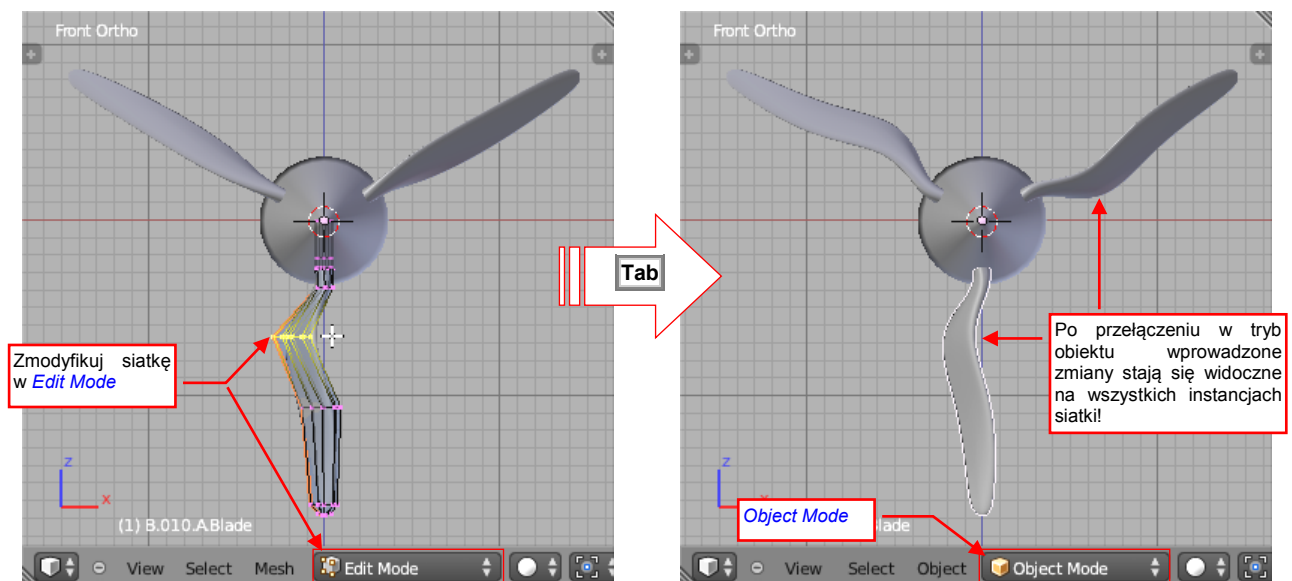 Front Ortho
Zmodyfikuj siatkę
w Edit Mode
z
x
(1) B.010.A.Blade
View Select Mesh Edit Mode
Tab
Front Ortho
Po przełączeniu w tryb
obiektu wprowadzone
zmiany stają się widoczne
na wszystkich instancjach
siatki!
z
x
Object Mode
lade
View Select Object Object Mode